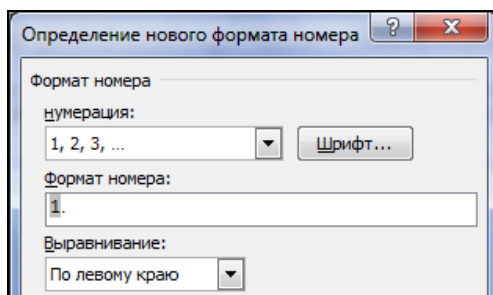 Определение нового формата номера ? X
Формат номера
нумерация:
1, 2, 3, ... Шрифт...
Формат номера:
1.
Выравнивание:
По левому краю